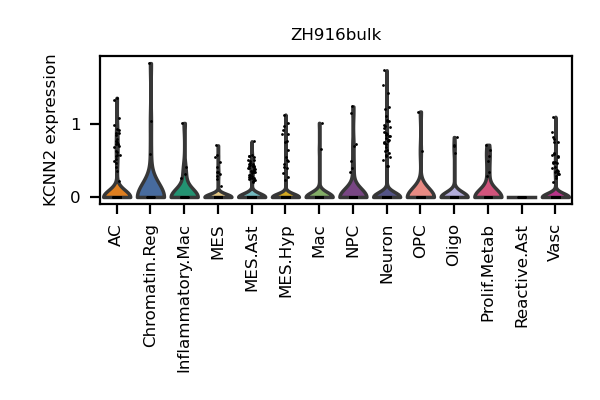 ZH916bulk
KCNN2 expression
1
0
AC
Chromatin.Reg
Inflammatory.Mac
MES
MES.Ast
MES.Hyp
Mac
NPC
Neuron
OPC
Oligo
Prolif.Metab
Reactive.Ast
Vasc